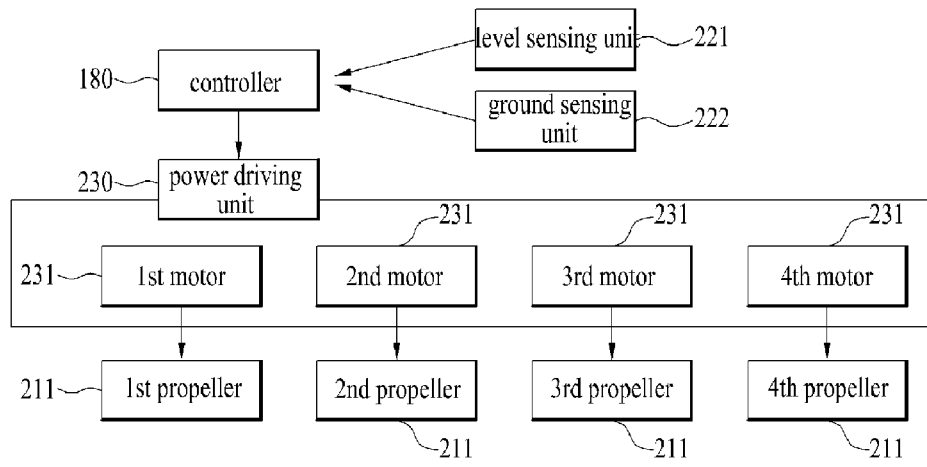 level sensing unit
221
180
controller
ground sensing
unit
222
230
power driving
unit
231
231
231
231
1st motor
2nd motor
3rd motor
4th motor
211
1st propeller
2nd propeller
3rd propeller
4th propeller
211
211
211